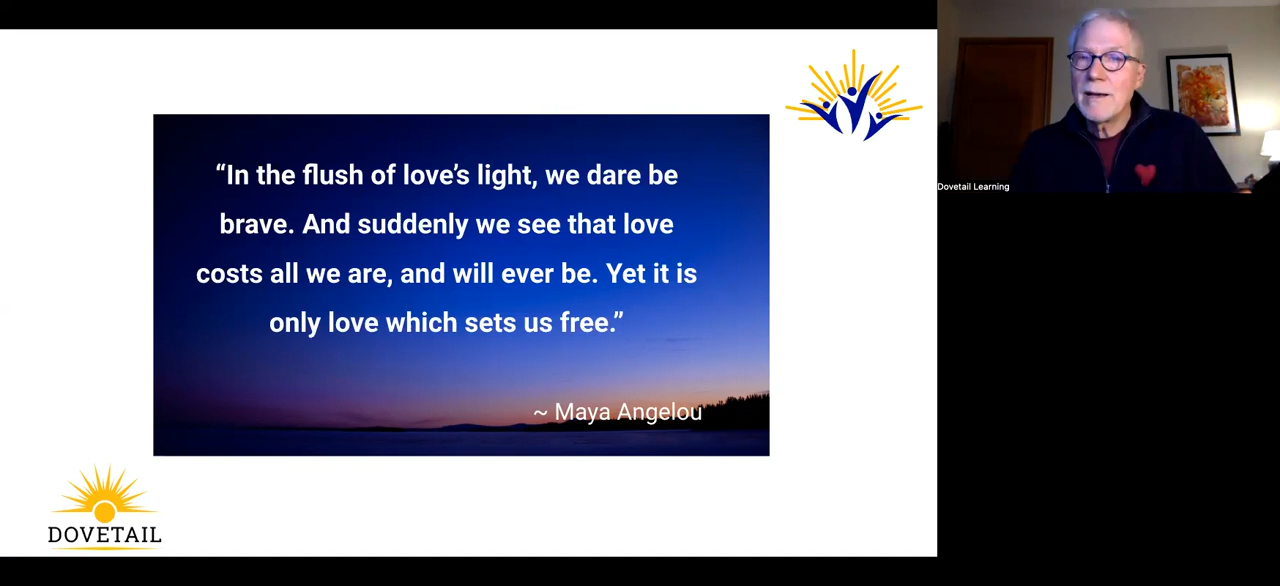 “In the flush of love’s light, we dare be
brave. And suddenly we see that love
costs all we are, and will ever be. Yet it is
only love which sets us free.”
~ Maya Angelou
DOVETAIL
Dovetail Learning